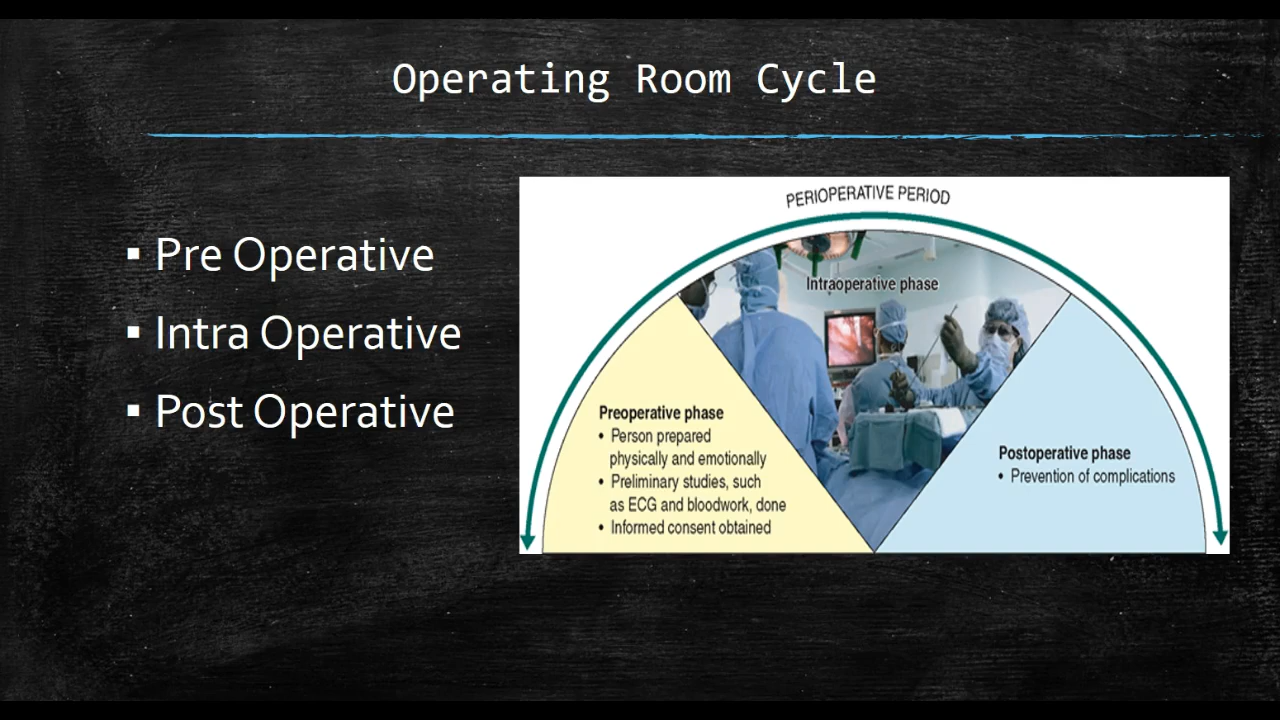 Operating Room Cycle
▪ Pre Operative
▪ Intra Operative
▪ Post Operative
PERIOPERATIVE PERIOD
Intraoperative phase
Preoperative phase
• Person prepared
physically and emotionally
• Preliminary studies, such
as ECG and bloodwork, done
• Informed consent obtained
Postoperative phase
• Prevention of complications